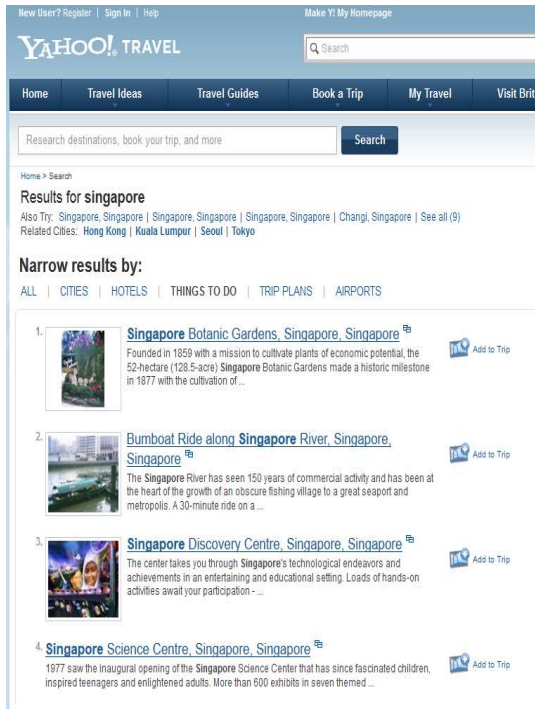 New User? Register | Sign In | Help
Make Y! My Homepage
YAHOO! TRAVEL
Search
Home
Travel Ideas
Travel Guides
Book a Trip
My Travel
Visit Brit
Research destinations, book your trip, and more
Search
Home > Search
Results for singapore
Also Try: Singapore, Singapore | Singapore, Singapore | Singapore, Singapore | Changi, Singapore | See all (9)
Related Cities: Hong Kong | Kuala Lumpur | Seoul | Tokyo
Narrow results by:
ALL | CITIES | HOTELS | THINGS TO DO | TRIP PLANS | AIRPORTS
1. Singapore Botanic Gardens, Singapore, Singapore
Founded in 1859 with a mission to cultivate plants of economic potential, the
52-hectare (128.5-acre) Singapore Botanic Gardens made a historic milestone
in 1877 with the cultivation of ...
Add to Trip
2. Bumboat Ride along Singapore River, Singapore,
Singapore
The Singapore River has seen 150 years of commercial activity and has been at
the heart of the growth of an obscure fishing village to a great seaport and
metropolis. A 30-minute ride on a ...
Add to Trip
3. Singapore Discovery Centre, Singapore, Singapore
The center takes you through Singapore's technological endeavors and
achievements in an entertaining and educational setting. Loads of hands-on
activities await your participation - ...
Add to Trip
4. Singapore Science Centre, Singapore, Singapore
1977 saw the inaugural opening of the Singapore Science Center that has since fascinated children,
inspired teenagers and enlightened adults. More than 600 exhibits in seven themed ...
Add to Trip